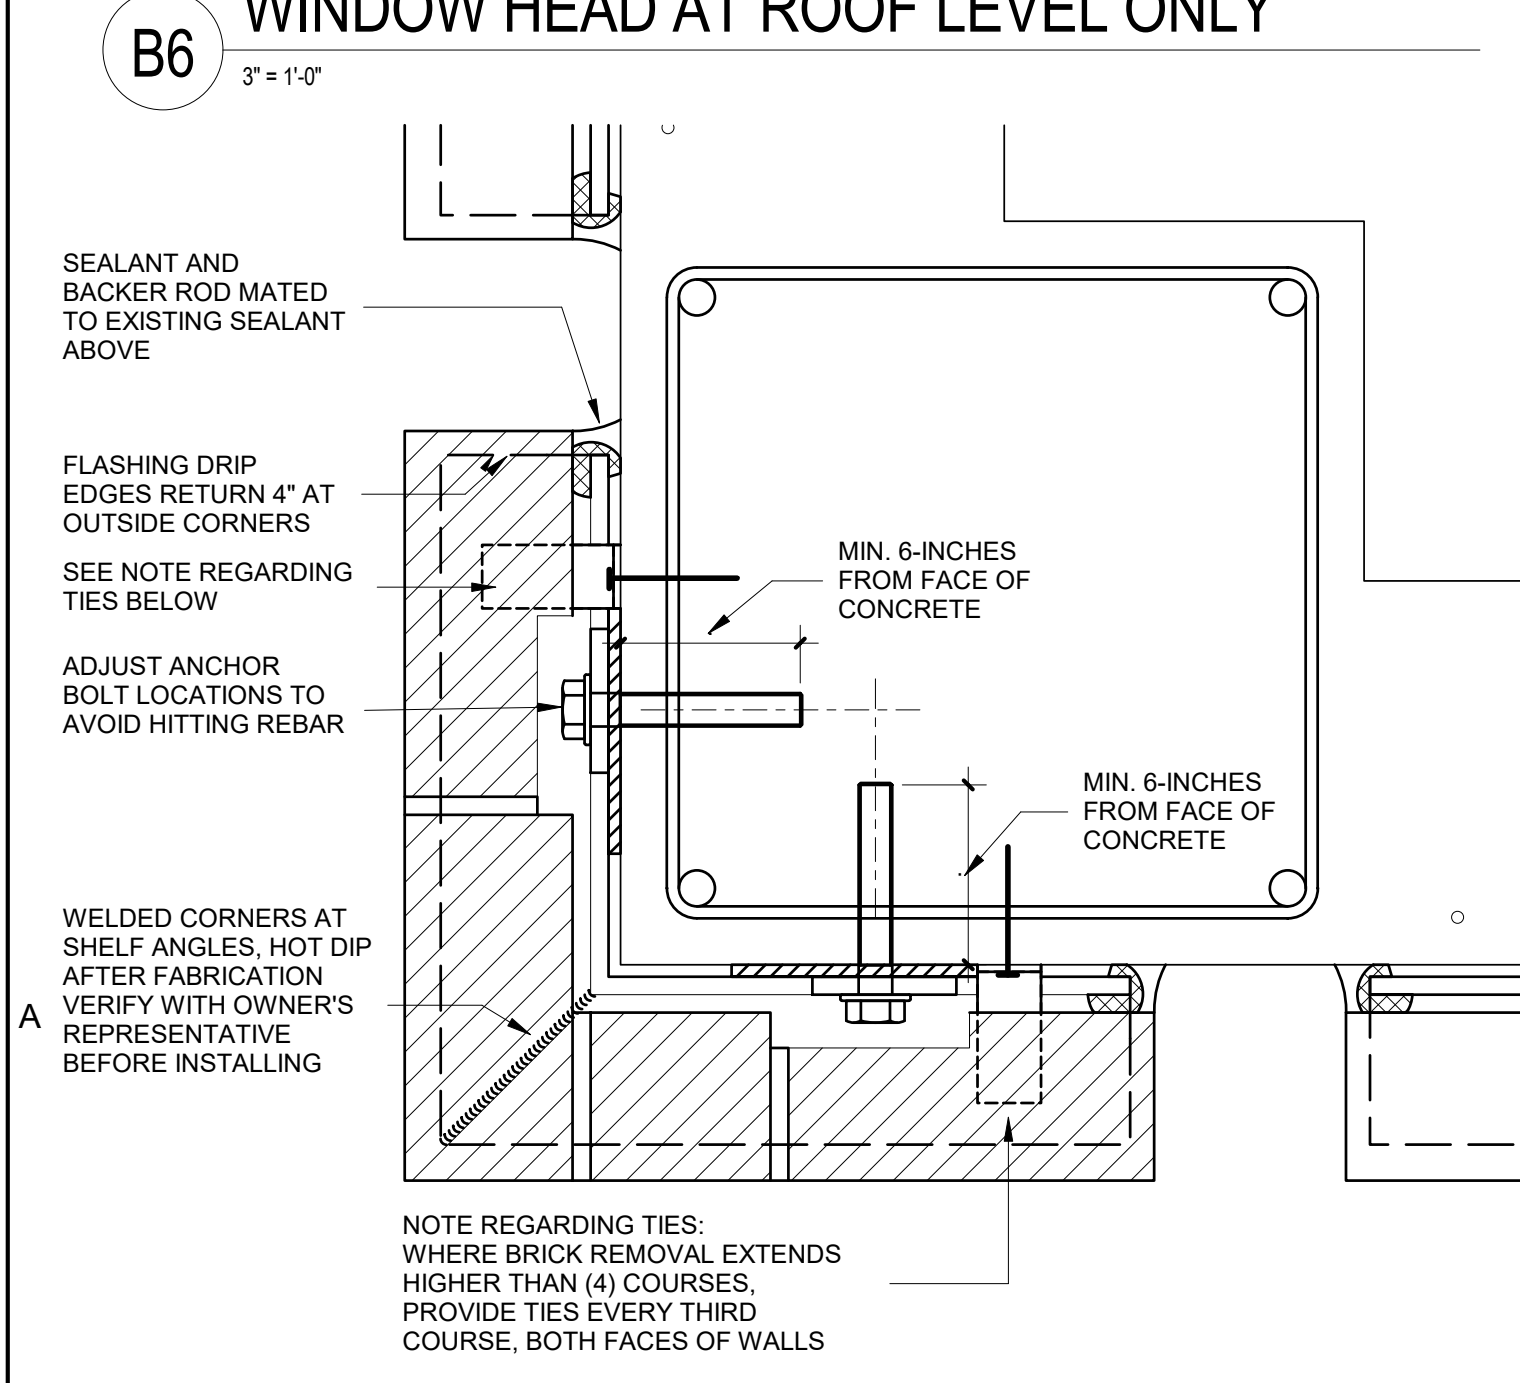 WINDOW HEAD AT ROOF LEVEL ONLY
B6
3" = 1'-0"
SEALANT AND
BACKER ROD MATED
TO EXISTING SEALANT
ABOVE
FLASHING DRIP
EDGES RETURN 4" AT
OUTSIDE CORNERS
SEE NOTE REGARDING
TIES BELOW
ADJUST ANCHOR
BOLT LOCATIONS TO
AVOID HITTING REBAR
MIN. 6-INCHES
FROM FACE OF
CONCRETE
MIN. 6-INCHES
FROM FACE OF
CONCRETE
WELDED CORNERS AT
SHELF ANGLES, HOT DIP
AFTER FABRICATION
VERIFY WITH OWNER'S
REPRESENTATIVE
BEFORE INSTALLING
A
NOTE REGARDING TIES:
WHERE BRICK REMOVAL EXTENDS
HIGHER THAN (4) COURSES,
PROVIDE TIES EVERY THIRD
COURSE, BOTH FACES OF WALLS